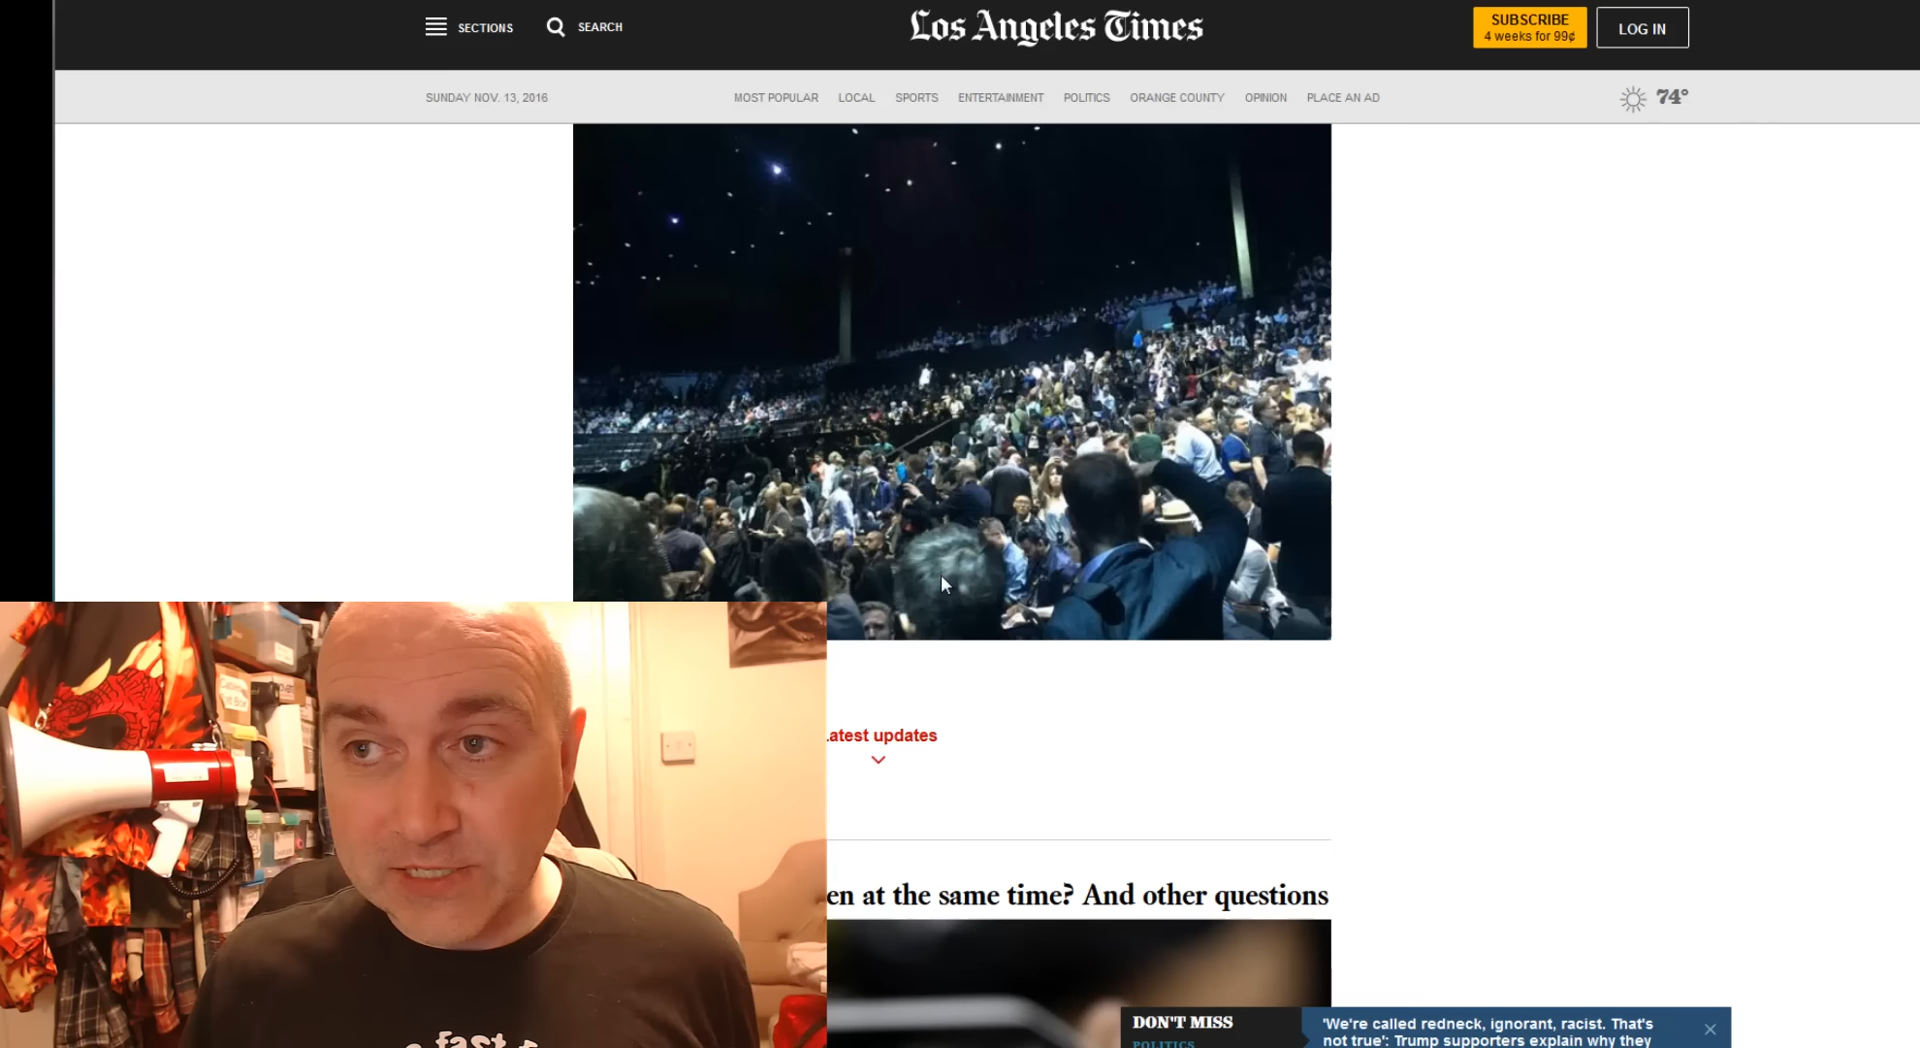 SECTIONS
SEARCH
Los Angeles Times
SUBSCRIBE
4 weeks for 99¢
LOG IN
SUNDAY NOV. 13, 2016
MOST POPULAR
LOCAL
SPORTS
ENTERTAINMENT
POLITICS
ORANGE COUNTY
OPINION
PLACE AN AD
74°
atest updates
en at the same time? And other questions
fast
DON'T MISS
POLITICS
'We're called redneck, ignorant, racist. That's
not true': Trump supporters explain why they